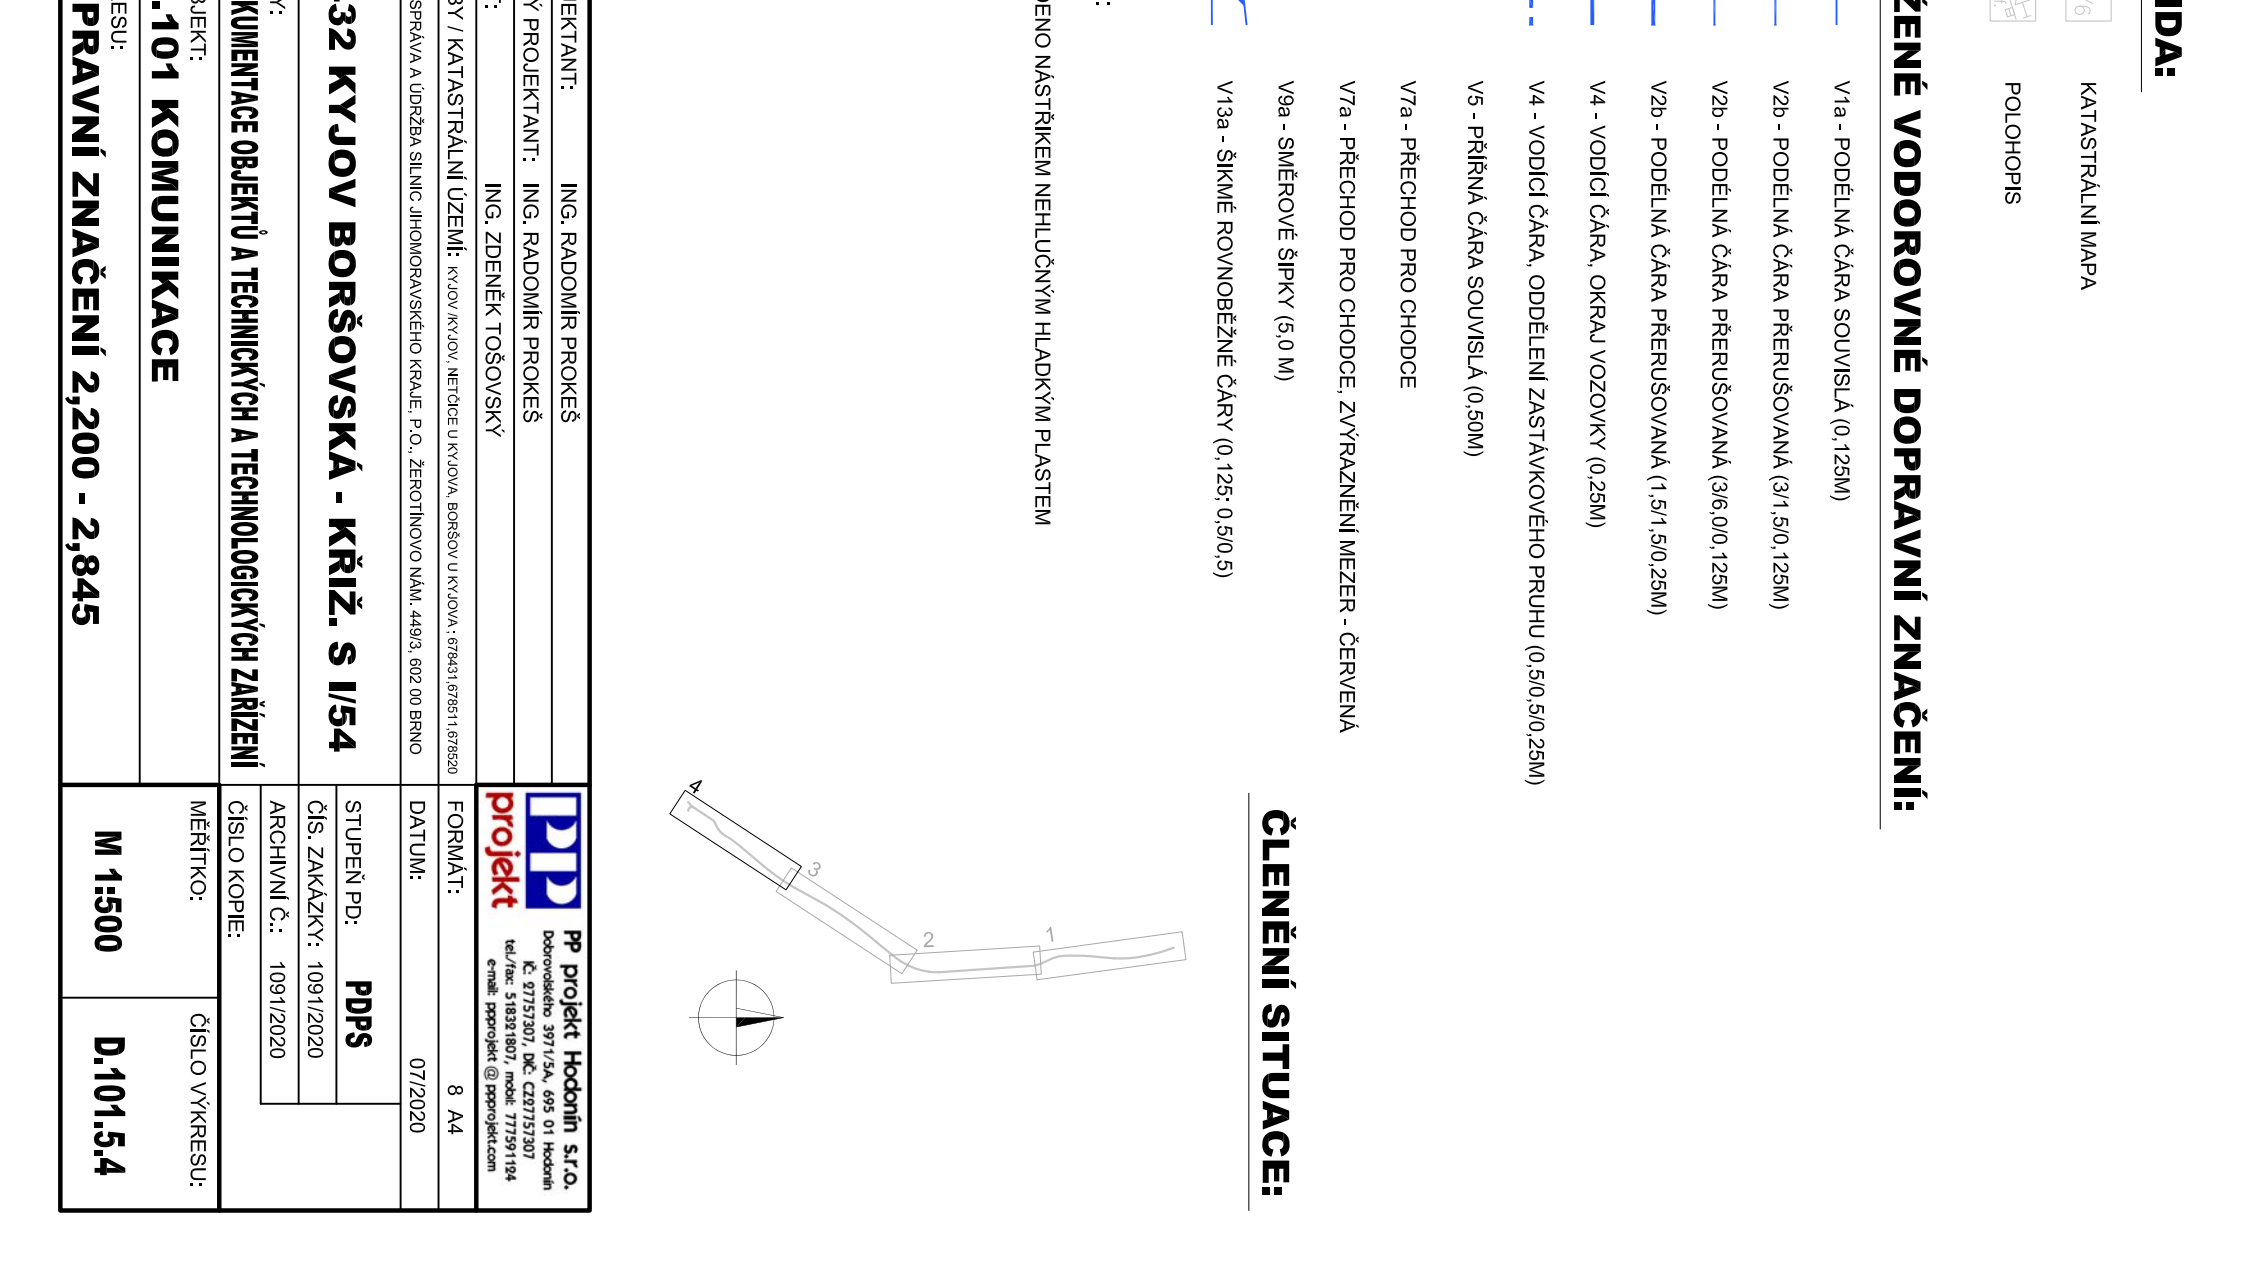 IDA:
/6
KATASTRÁLNÍ MAPA
POLOHOPIS
ŽENÉ VODOROVNÉ DOPRAVNÍ ZNAČENÍ:
V1a - PODÉLNÁ ČÁRA SOUVISLÁ (0,125M)
V2b - PODÉLNÁ ČÁRA PŘERUŠOVANÁ (3/1,5/0,125M)
V2b - PODÉLNÁ ČÁRA PŘERUŠOVANÁ (3/6,0/0,125M)
V2b - PODÉLNÁ ČÁRA PŘERUŠOVANÁ (1,5/1,5/0,25M)
V4 - VODÍCÍ ČÁRA, OKRAJ VOZOVKY (0,25M)
V4 - VODÍCÍ ČÁRA, ODDĚLENÍ ZASTÁVKOVÉHO PRUHU (0,5/0,5/0,25M)
V5 - PŘÍŘNÁ ČÁRA SOUVISLÁ (0,50M)
V7a - PŘECHOD PRO CHODCE
V7a - PŘECHOD PRO CHODCE, ZVÝRAZNĚNÍ MEZER - ČERVENÁ
V9a - SMĚROVÉ ŠIPKY (5,0 M)
V13a - ŠIKMÉ ROVNOBĚŽNÉ ČÁRY (0,125; 0,5/0,5)
:
DENO NÁSTŘIKEM NEHLUČNÝM HLADKÝM PLASTEM
ČLENĚNÍ SITUACE:
1
2
3
4
JEKTANT: ING. RADOMÍR PROKEŠ
Ý PROJEKTANT: ING. RADOMÍR PROKEŠ
: ING. ZDENĚK TOŠOVSKÝ
PP
projekt
PP projekt Hodonín s.r.o.
Dobrovolského 3971/5A, 695 01 Hodonín
IČ: 27757307, DIČ: CZ27757307
tel./fax: 518321807, mobil: 777591124
e-mail: ppprojekt @ ppprojekt.com
BY / KATASTRÁLNÍ ÚZEMÍ: KYJOV /KYJOV, NETČICE U KYJOVA, BORŠOV U KYJOVA ; 678431,678511,678520
FORMÁT: 8 A4
SPRÁVA A ÚDRŽBA SILNIC JIHOMORAVSKÉHO KRAJE, P.O., ŽEROTÍNOVO NÁM. 449/3, 602 00 BRNO
DATUM: 07/2020
32 KYJOV BORŠOVSKÁ - KŘIŽ. S I/54
STUPEŇ PD: PDPS
ČÍS. ZAKÁZKY: 1091/2020
Y:
KUMENTACE OBJEKTŮ A TECHNICKÝCH A TECHNOLOGICKÝCH ZAŘÍZENÍ
ARCHIVNÍ Č.: 1091/2020
ČÍSLO KOPIE:
BJEKT:
.101 KOMUNIKACE
MĚŘÍTKO:
M 1:500
ČÍSLO VÝKRESU:
D.101.5.4
ESU:
PRAVNÍ ZNAČENÍ 2,200 - 2,845